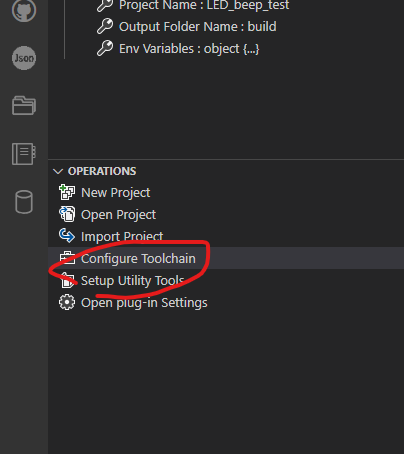 Project Name : LED_beep_test
Output Folder Name : build
Env Variables : object {...}
Json
OPERATIONS
New Project
Open Project
Import Project
Configure Toolchain
Setup Utility Tools
Open plug-in Settings